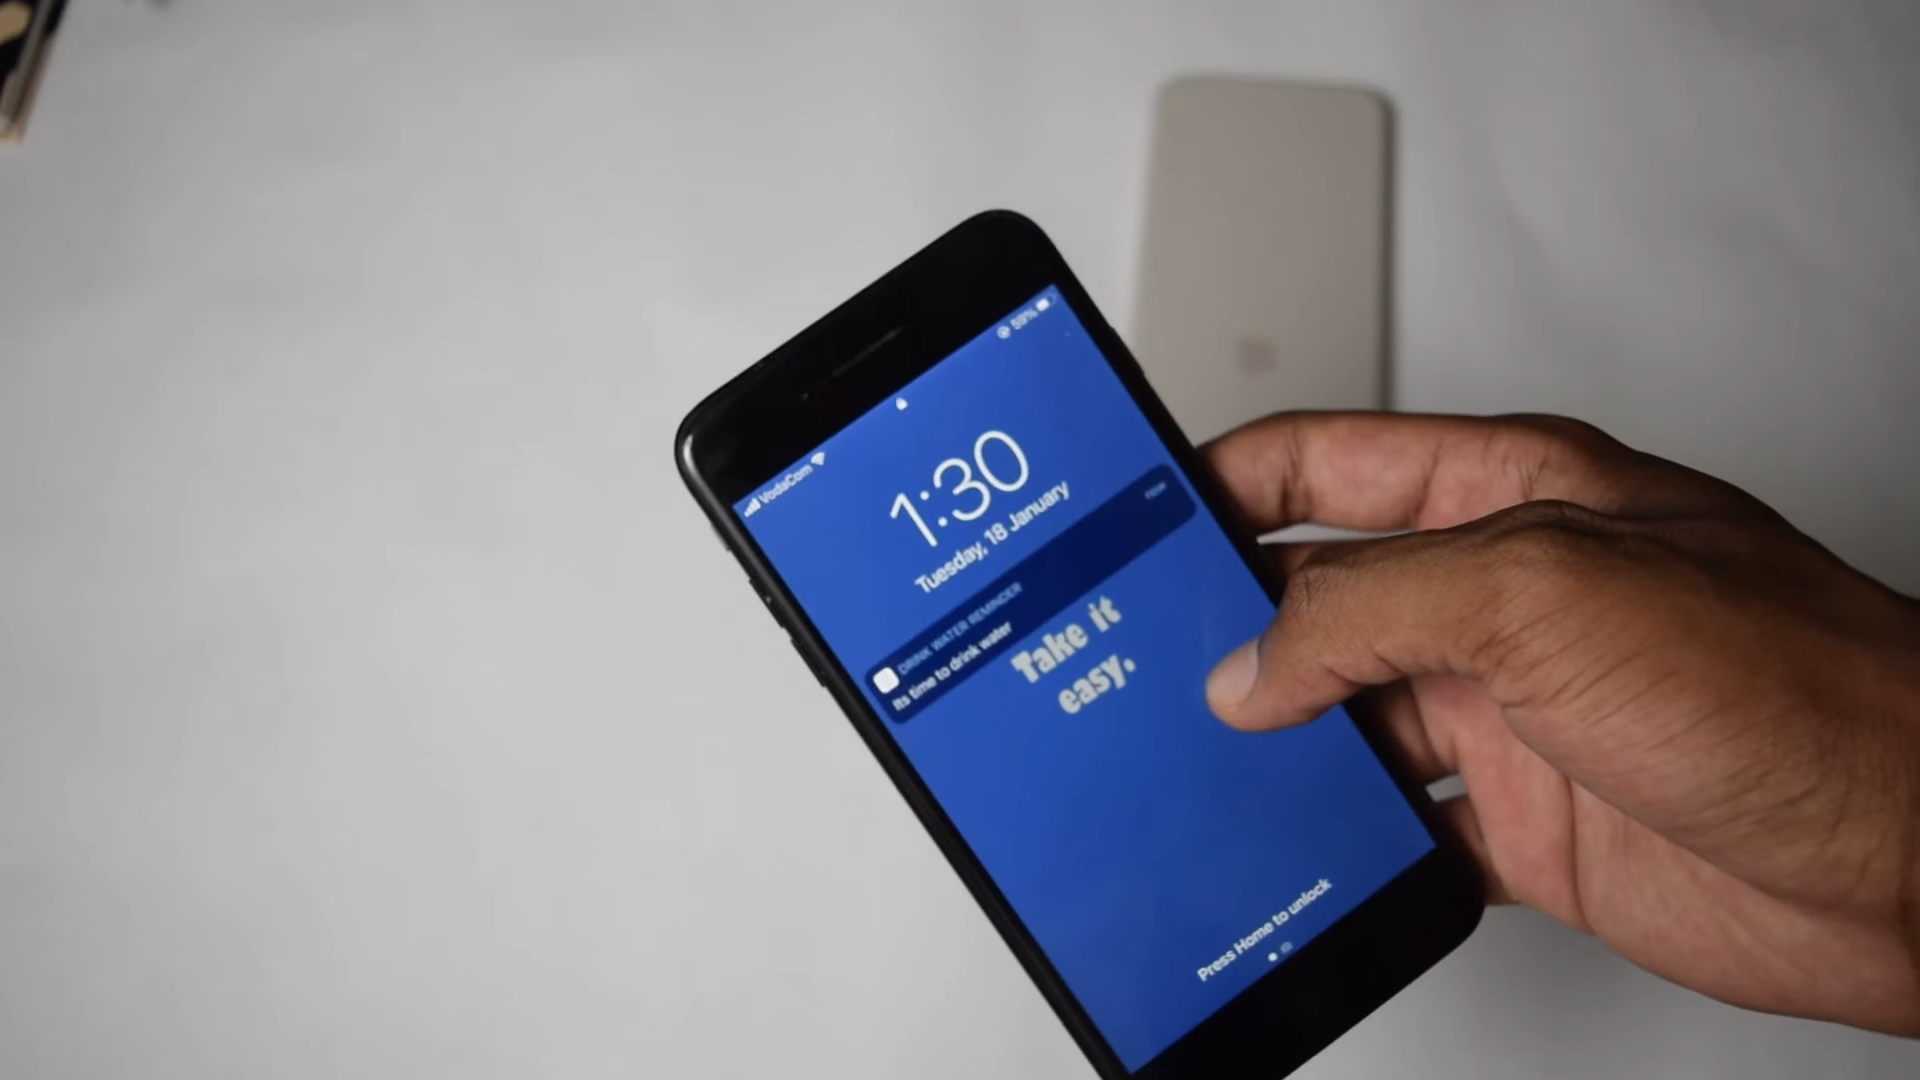 VodaCom
59%
1:30
Tuesday, 18 January
DRINK WATER REMINDER
now
Its time to drink water
Take it
easy.
Press Home to unlock